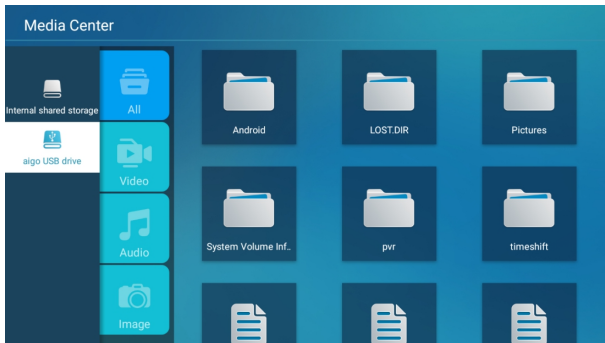 Media Center
Internal shared storage
aigo USB drive
All
Video
Audio
Image
Android
LOST.DIR
Pictures
System Volume Inf..
pvr
timeshift